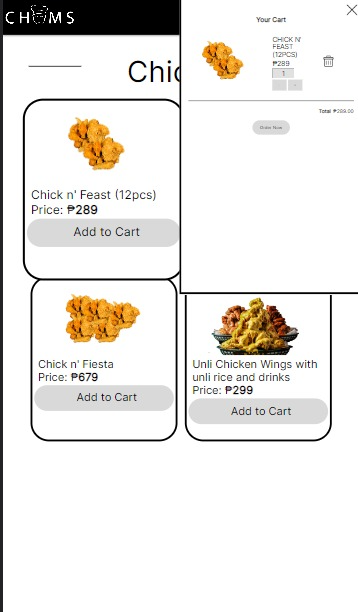 CHOMS
Your Cart
CHICK N'
FEAST
(12PCS)
₱289
1
Total ₱289.00
Order Now
Chic
Chick n' Feast (12pcs)
Price: ₱289
Add to Cart
Chick n' Fiesta
Price: ₱679
Add to Cart
Unli Chicken Wings with
unli rice and drinks
Price: ₱299
Add to Cart